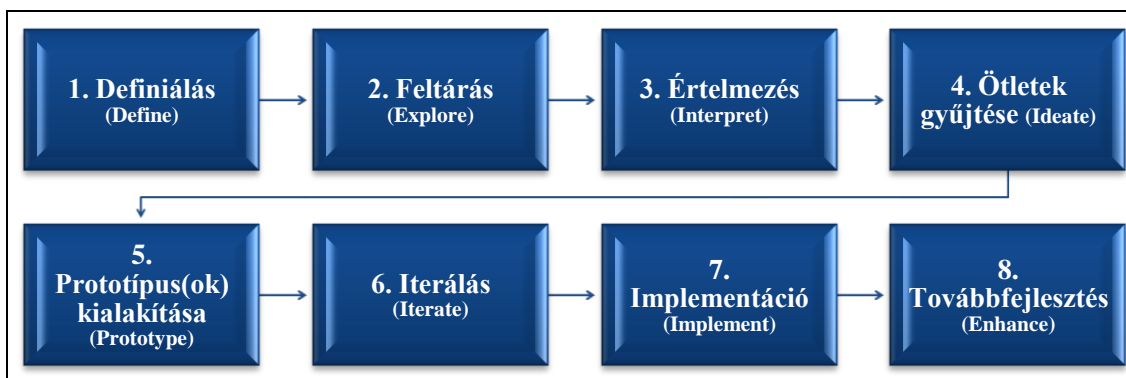 1. Definiálás
(Define)
2. Feltárás
(Explore)
3. Értelmezés
(Interpret)
4. Ötletek
gyűjtése (Ideate)
5.
Prototípus(ok)
kialakítása
(Prototype)
6. Iterálás
(Iterate)
7.
Implementáció
(Implement)
8.
Továbbfejlesztés
(Enhance)